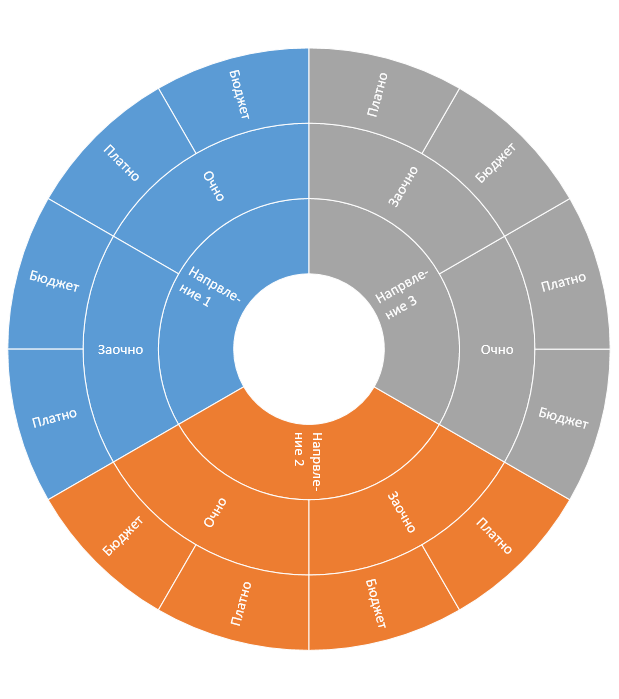 Бюджет
Платно
Платно
Бюджет
Очно
Заочно
Бюджет
Напрвле-
ние 1
Напрвле-
ние 3
Платно
Заочно
Очно
Платно
Бюджет
Напрвле-
ние 2
Очно
Заочно
Бюджет
Платно
Платно
Бюджет